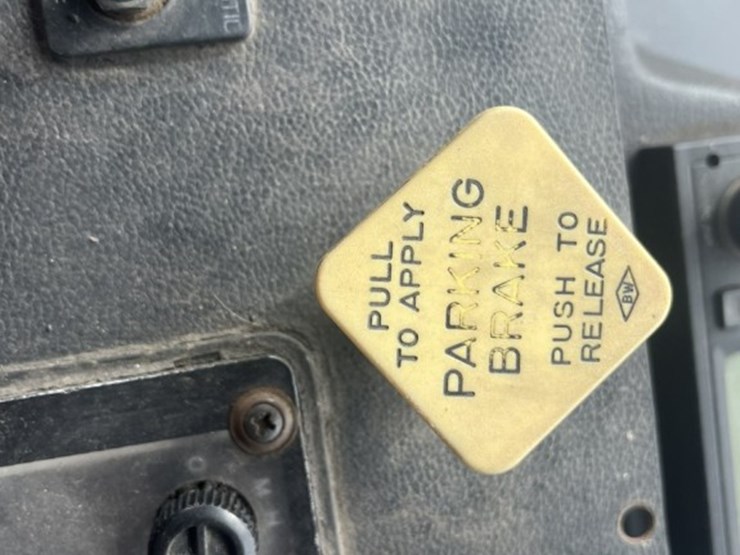 PULL
TO APPLY
PARKING
BRAKE
PUSH TO
RELEASE
BW